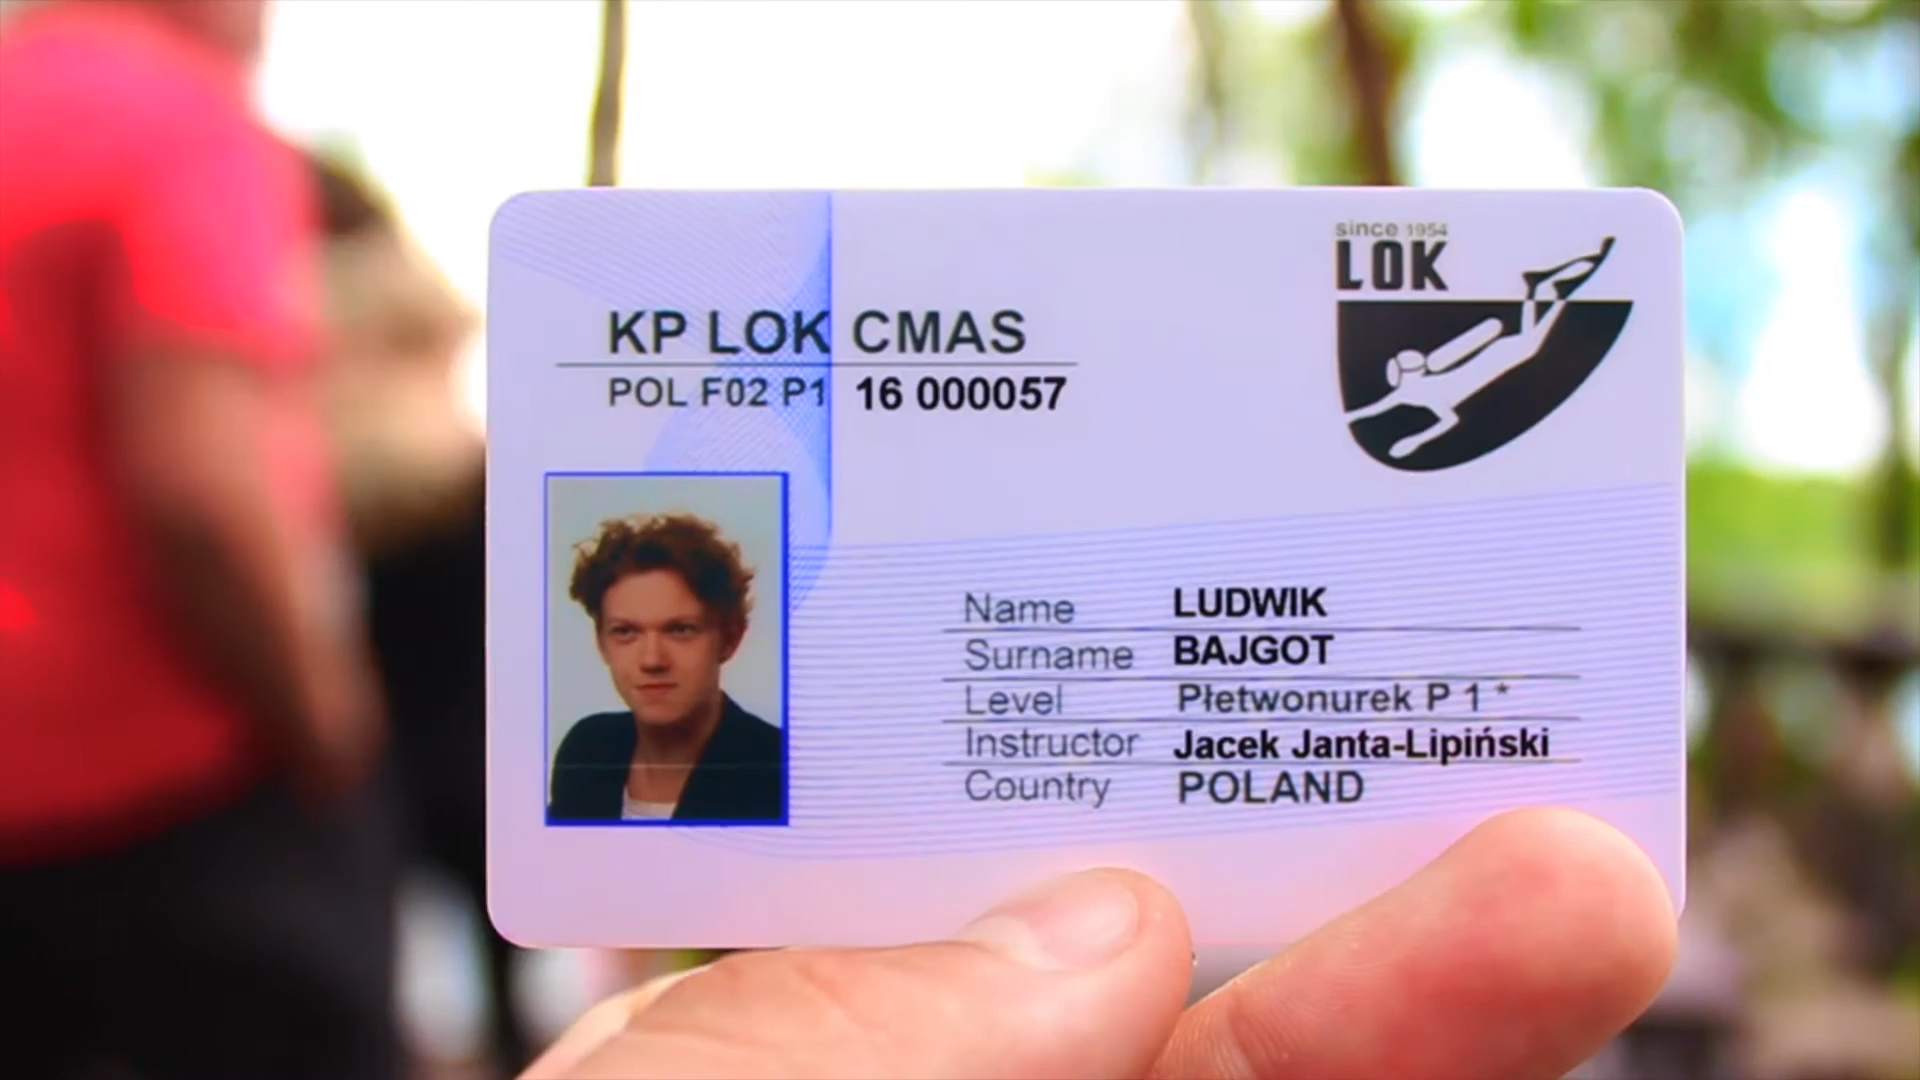 since 1954
LOK
KP LOK CMAS
POL F02 P1 16 000057
Name LUDWIK
Surname BAJGOT
Level Płetwonurek P 1 *
Instructor Jacek Janta-Lipiński
Country POLAND